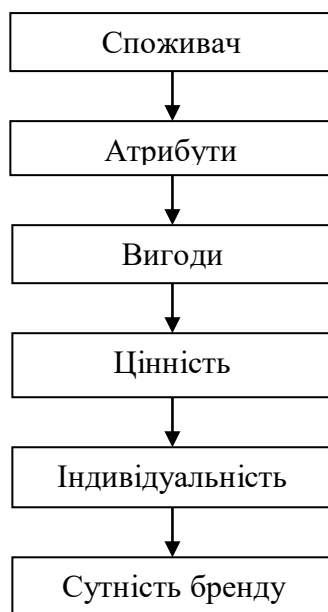 Споживач
Атрибути
Вигоди
Цінність
Індивідуальність
Сутність бренду